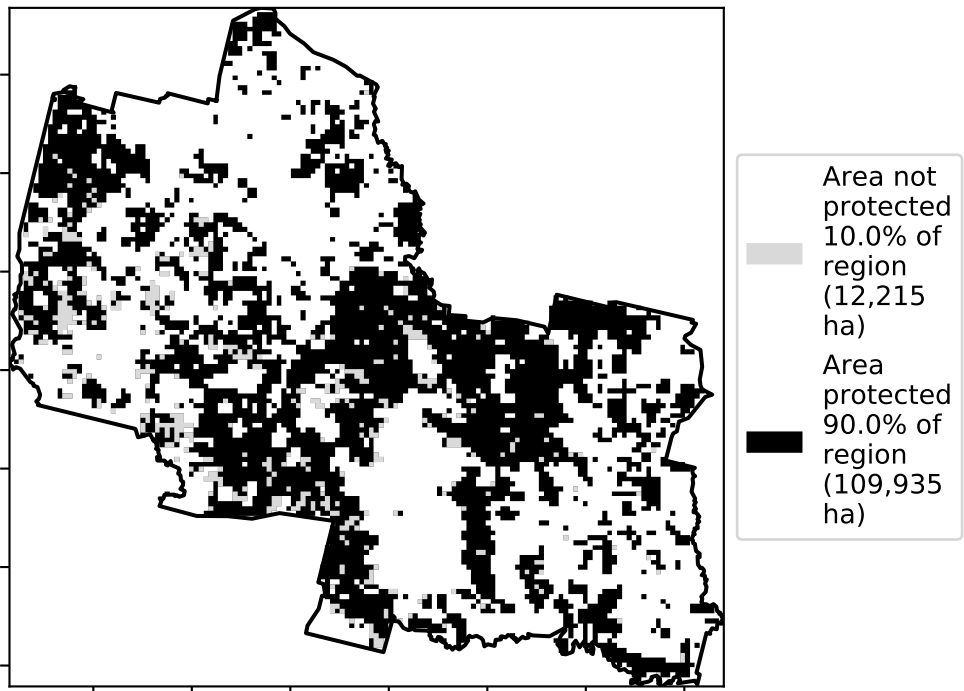 Area not
protected
10.0% of
region
(12,215
ha)
Area
protected
90.0% of
region
(109,935
ha)